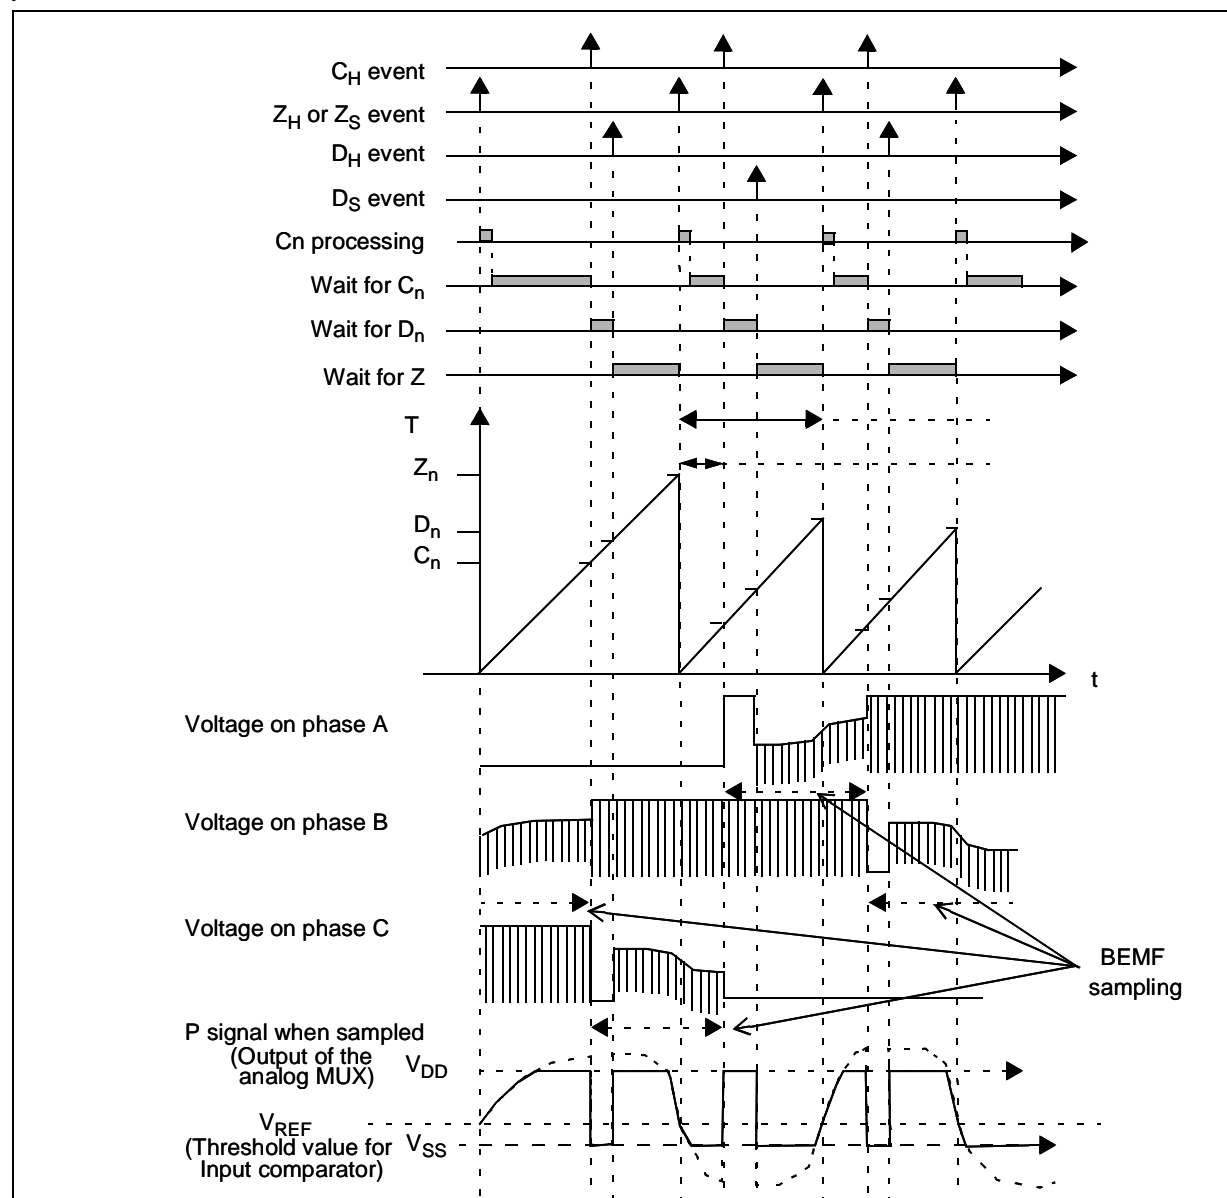 C_H event
Z_H or Z_S event
D_H event
D_S event
Cn processing
Wait for C_n
Wait for D_n
Wait for Z
T
Z_n
D_n
C_n
t
Voltage on phase A
Voltage on phase B
Voltage on phase C
BEMF
sampling
P signal when sampled
(Output of the
analog MUX)
V_DD
V_REF
(Threshold value for
Input comparator)
V_SS